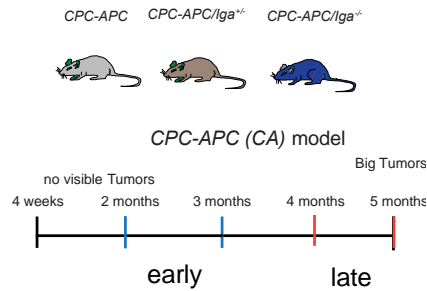 CPC-APC CPC-APC/Iga+/- CPC-APC/Iga-/-
CPC-APC (CA) model
Big Tumors
no visible Tumors
4 weeks 2 months 3 months 4 months 5 months
early late